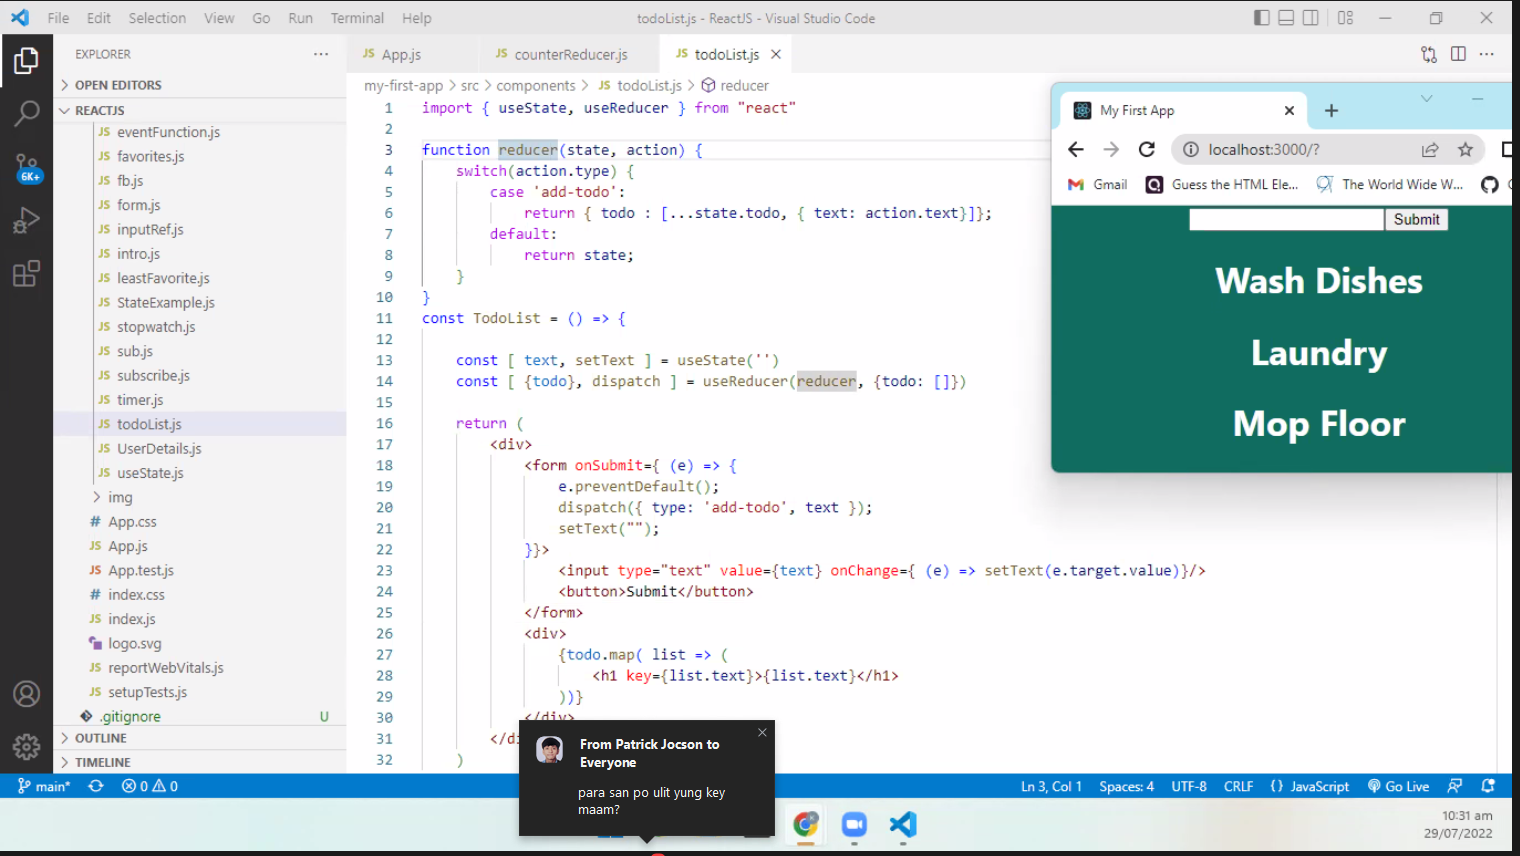 File Edit Selection View Go Run Terminal Help
todoList.js - ReactJS - Visual Studio Code
EXPLORER
OPEN EDITORS
REACTJS
JS eventFunction.js
JS favorites.js
JS fb.js
JS form.js
JS inputRef.js
JS intro.js
JS leastFavorite.js
JS StateExample.js
JS stopwatch.js
JS sub.js
JS subscribe.js
JS timer.js
JS todoList.js
JS UserDetails.js
JS useState.js
img
# App.css
JS App.js
JS App.test.js
# index.css
JS index.js
logo.svg
JS reportWebVitals.js
JS setupTests.js
.gitignore U
OUTLINE
TIMELINE
6K+
JS App.js
JS counterReducer.js
JS todoList.js
my-first-app > src > components > JS todoList.js > reducer
1 import { useState, useReducer } from "react"
2
3 function reducer(state, action) {
4 switch(action.type) {
5 case 'add-todo':
6 return { todo : [...state.todo, { text: action.text}]};
7 default:
8 return state;
9 }
10 }
11 const TodoList = () => {
12
13 const [ text, setText ] = useState('')
14 const [ {todo}, dispatch ] = useReducer(reducer, {todo: []})
15
16 return (
17 <div>
18 <form onSubmit={ (e) => {
19 e.preventDefault();
20 dispatch({ type: 'add-todo', text });
21 setText("");
22 }}>
23 <input type="text" value={text} onChange={ (e) => setText(e.target.value)}/>
24 <button>Submit</button>
25 </form>
26 <div>
27 {todo.map( list => (
28 <h1 key={list.text}>{list.text}</h1>
29 ))}
30 </div>
31 </di
32 )
My First App
localhost:3000/?
Gmail
Guess the HTML Ele...
The World Wide W...
Submit
Wash Dishes
Laundry
Mop Floor
From Patrick Jocson to
Everyone
para san po ulit yung key
maam?
main* 0 0
Ln 3, Col 1 Spaces: 4 UTF-8 CRLF {} JavaScript Go Live
10:31 am
29/07/2022